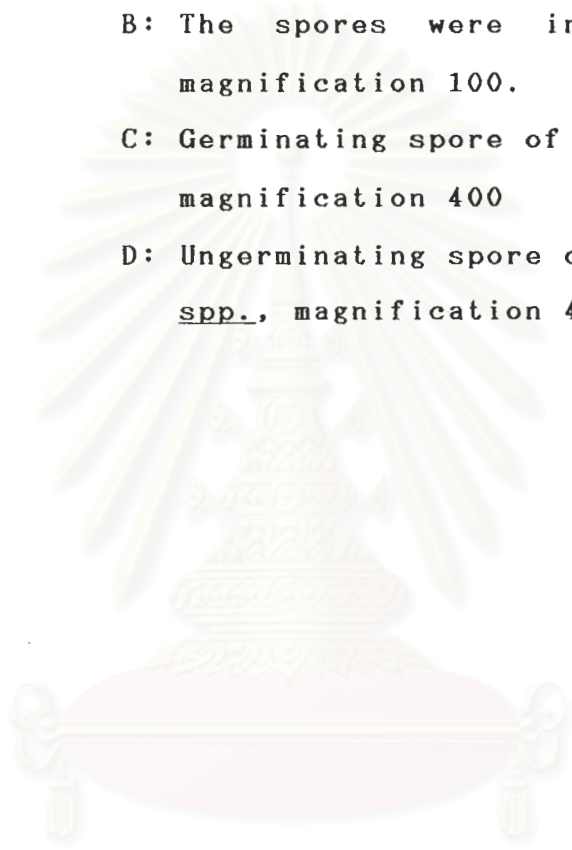 B: The spores were
magnification 100.
C: Germinating spore of
magnification 400
D: Ungerminating spore
spp., magnification